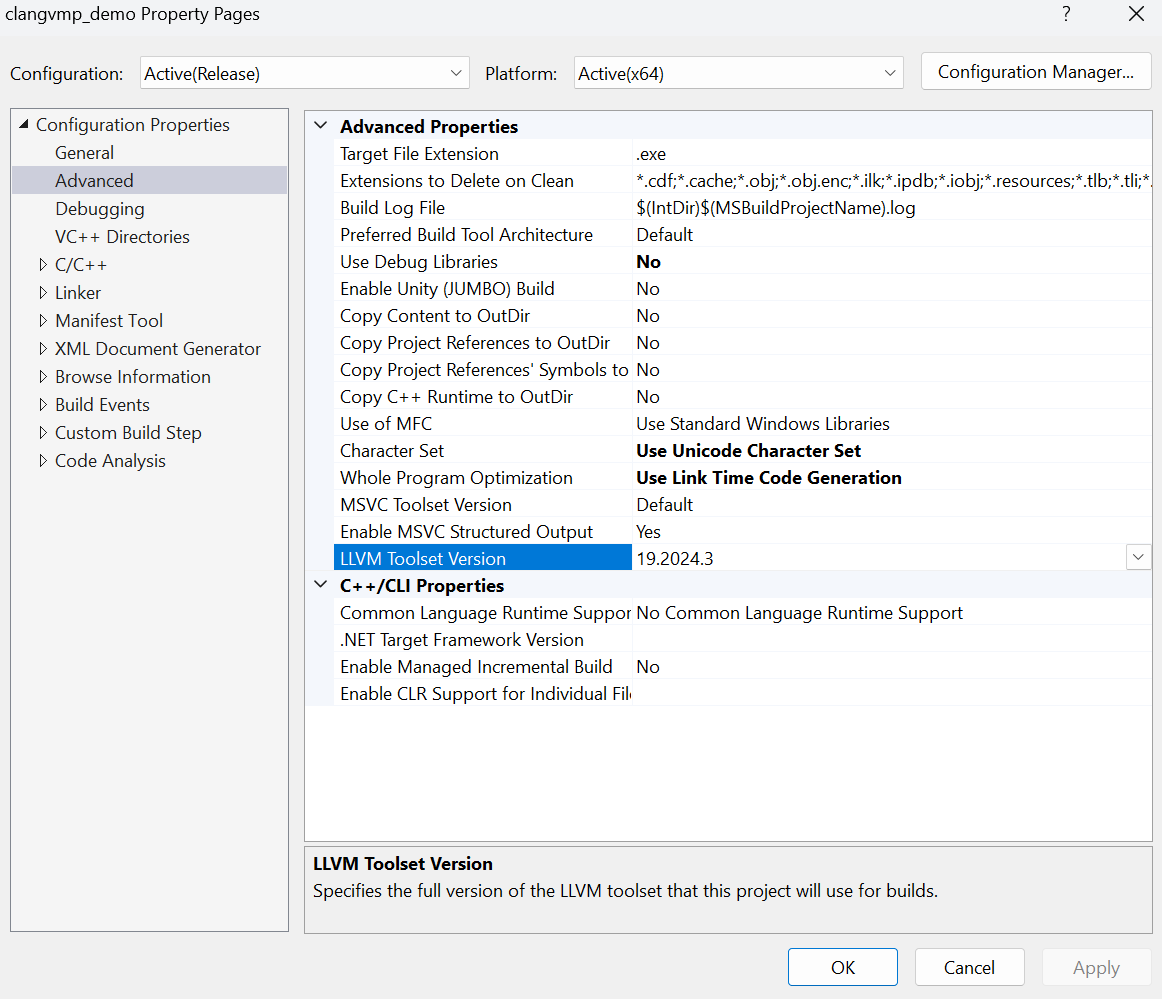 clangvmp_demo Property Pages
?
Configuration: Active(Release) Platform: Active(x64) Configuration Manager...
Configuration Properties
General
Advanced
Debugging
VC++ Directories
C/C++
Linker
Manifest Tool
XML Document Generator
Browse Information
Build Events
Custom Build Step
Code Analysis
Advanced Properties
Target File Extension .exe
Extensions to Delete on Clean *.cdf;*.cache;*.obj;*.obj.enc;*.ilk;*.ipdb;*.iobj;*.resources;*.tlb;*.tli;*.
Build Log File $(IntDir)$(MSBuildProjectName).log
Preferred Build Tool Architecture Default
Use Debug Libraries No
Enable Unity (JUMBO) Build No
Copy Content to OutDir No
Copy Project References to OutDir No
Copy Project References' Symbols to No
Copy C++ Runtime to OutDir No
Use of MFC Use Standard Windows Libraries
Character Set Use Unicode Character Set
Whole Program Optimization Use Link Time Code Generation
MSVC Toolset Version Default
Enable MSVC Structured Output Yes
LLVM Toolset Version 19.2024.3
C++/CLI Properties
Common Language Runtime Suppor No Common Language Runtime Support
.NET Target Framework Version
Enable Managed Incremental Build No
Enable CLR Support for Individual Fil
LLVM Toolset Version
Specifies the full version of the LLVM toolset that this project will use for builds.
OK Cancel Apply